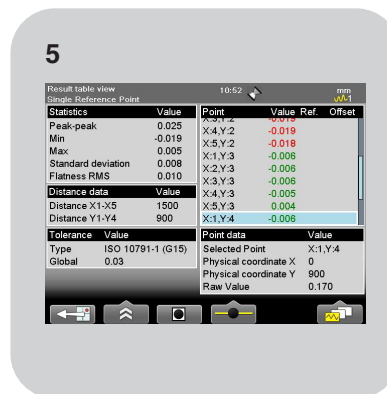 5
Result table view
Single Reference Point
10:52
mm
1
Statistics Value
Peak-peak 0.025
Min -0.019
Max 0.005
Standard deviation 0.008
Flatness RMS 0.010
Distance data Value
Distance X1-X5 1500
Distance Y1-Y4 900
Tolerance Value
Type ISO 10791-1 (G15)
Global 0.03
Point Value Ref. Offset
X:3,Y:2 -0.019
X:4,Y:2 -0.019
X:5,Y:2 -0.018
X:1,Y:3 -0.006
X:2,Y:3 -0.006
X:3,Y:3 -0.006
X:4,Y:3 -0.005
X:5,Y:3 0.004
X:1,Y:4 -0.006
Point data Value
Selected Point X:1,Y:4
Physical coordinate X 0
Physical coordinate Y 900
Raw Value 0.170